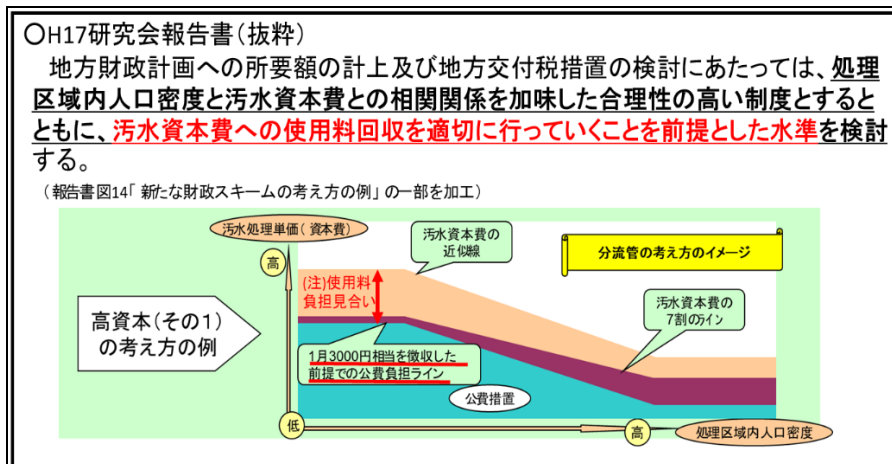 〇H17研究会報告書(抜粋)
地方財政計画への所要額の計上及び地方交付税措置の検討にあたっては、処理
区域内人口密度と汚水資本費との相関関係を加味した合理性の高い制度とすると
ともに、汚水資本費への使用料回収を適切に行っていくことを前提とした水準を検討
する。
(報告書図14「新たな財政スキームの考え方の例」の一部を加工)
汚水処理単価(資本費)
高
汚水資本費の
近似線
分流管の考え方のイメージ
(注)使用料
負担見合い
汚水資本費の
7割のライン
高資本(その1)
の考え方の例
1月3000円相当を徴収した
前提での公費負担ライン
公費措置
低
高
処理区域内人口密度